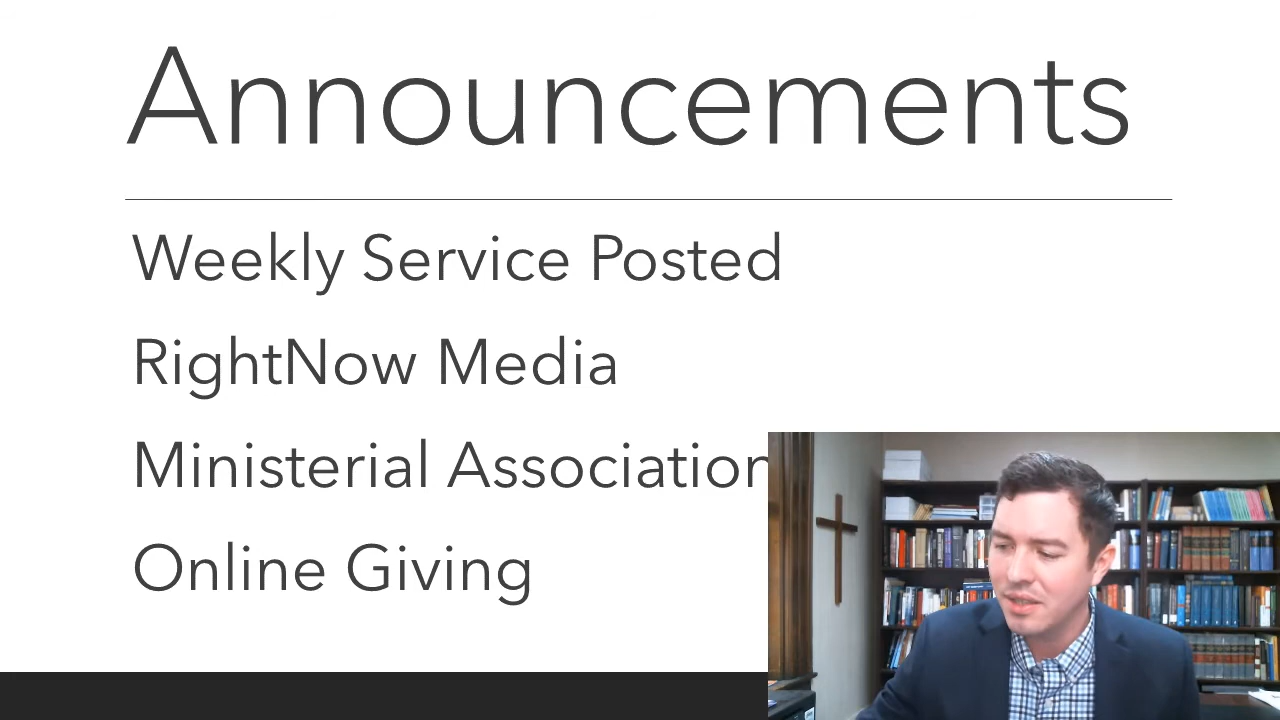 Announcements
Weekly Service Posted
RightNow Media
Ministerial Association
Online Giving